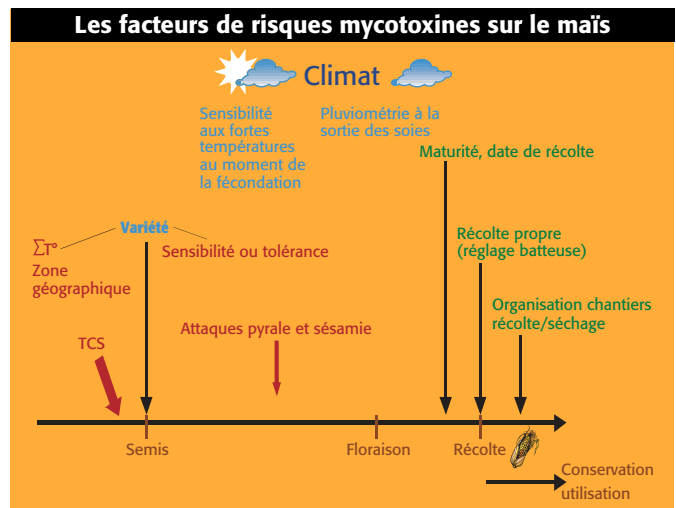 Les facteurs de risques mycotoxines sur le maïs
Climat
Sensibilité
aux fortes
températures
au moment de
la fécondation
Pluviométrie à la
sortie des soies
Maturité, date de récolte
Variété
∑T°
Zone
géographique
Sensibilité ou tolérance
Récolte propre
(réglage batteuse)
Organisation chantiers
récolte/séchage
Attaques pyrale et sésamie
TCS
Semis
Floraison
Récolte
Conservation
utilisation